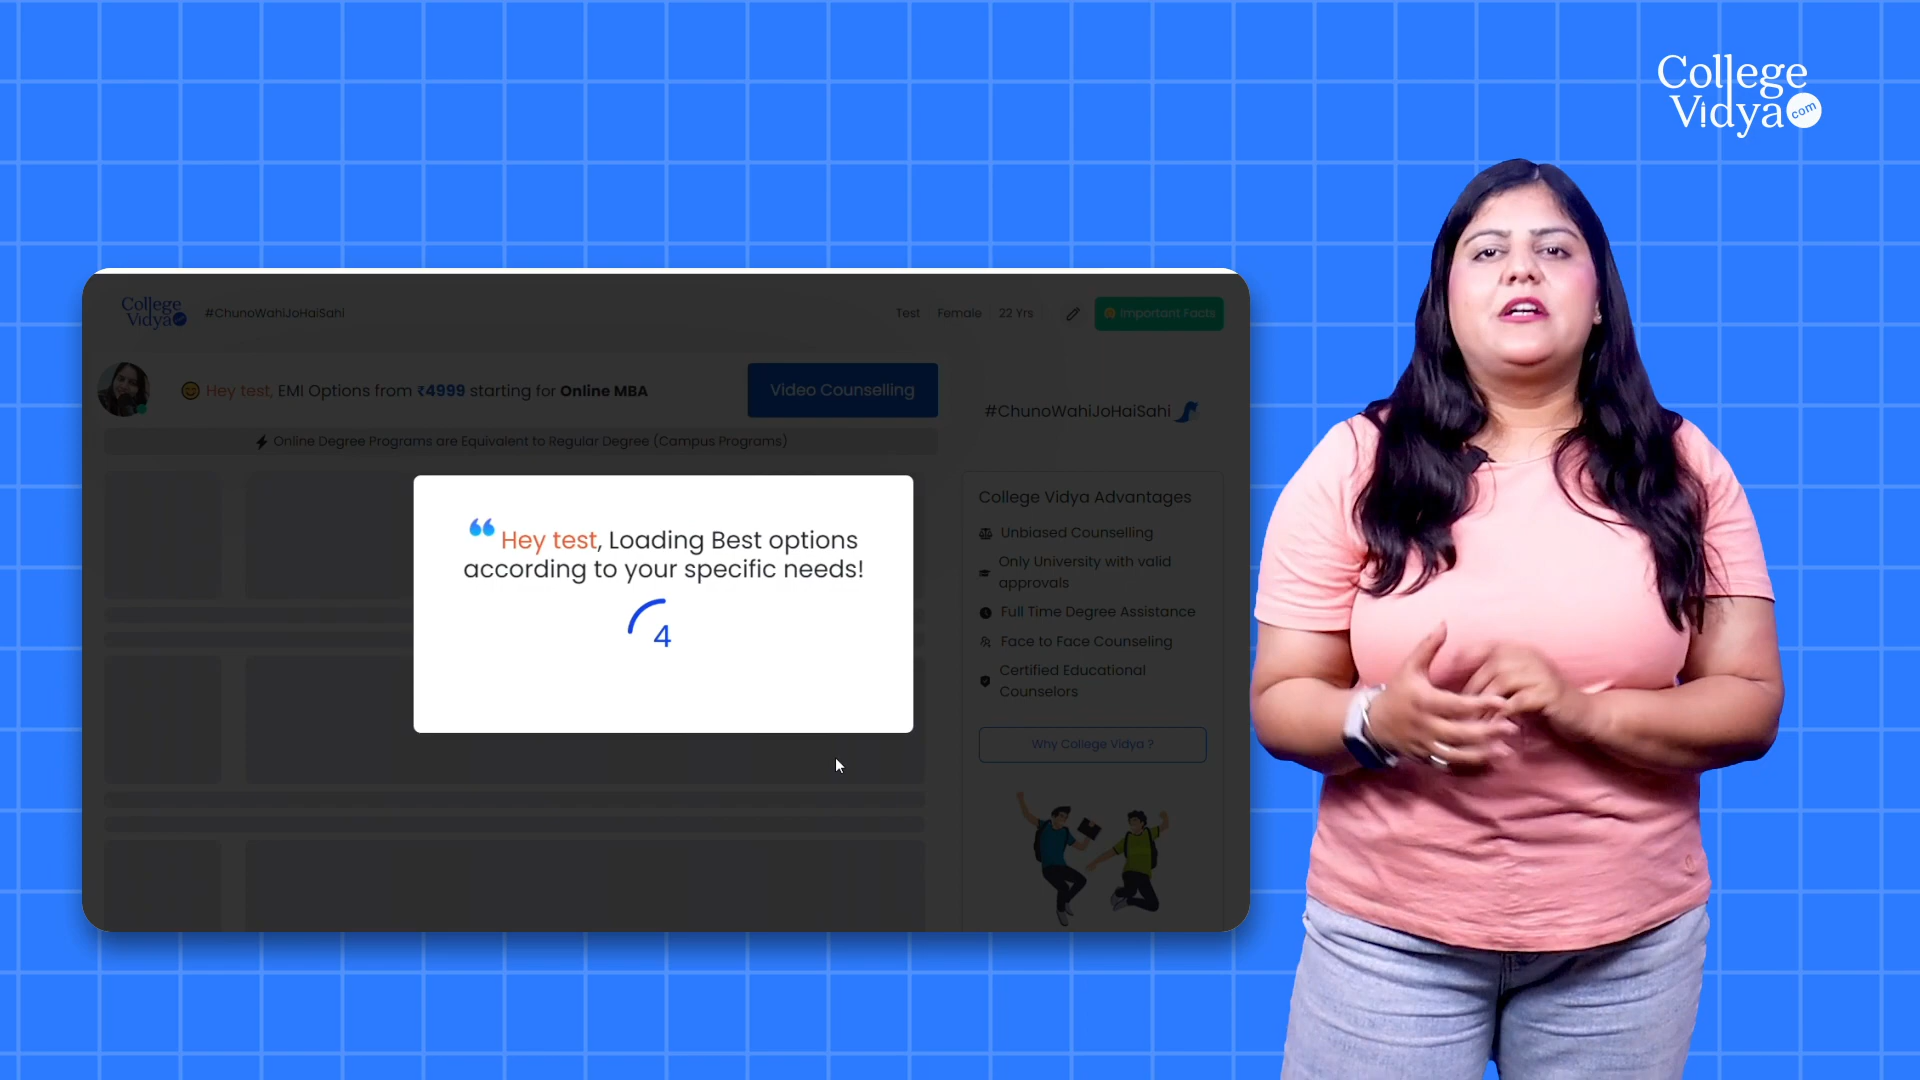 College
Vidya.com
College
Vidya
#ChunoWahiJoHaiSahi
Test
Female
22 Yrs
Important Facts
Hey test, EMI Options from ₹4999 starting for Online MBA
Video Counselling
#ChunoWahiJoHaiSahi
Online Degree Programs are Equivalent to Regular Degree (Campus Programs)
“ Hey test, Loading Best options
according to your specific needs!
4
College Vidya Advantages
Unbiased Counselling
Only University with valid
approvals
Full Time Degree Assistance
Face to Face Counseling
Certified Educational
Counselors
Why College Vidya ?